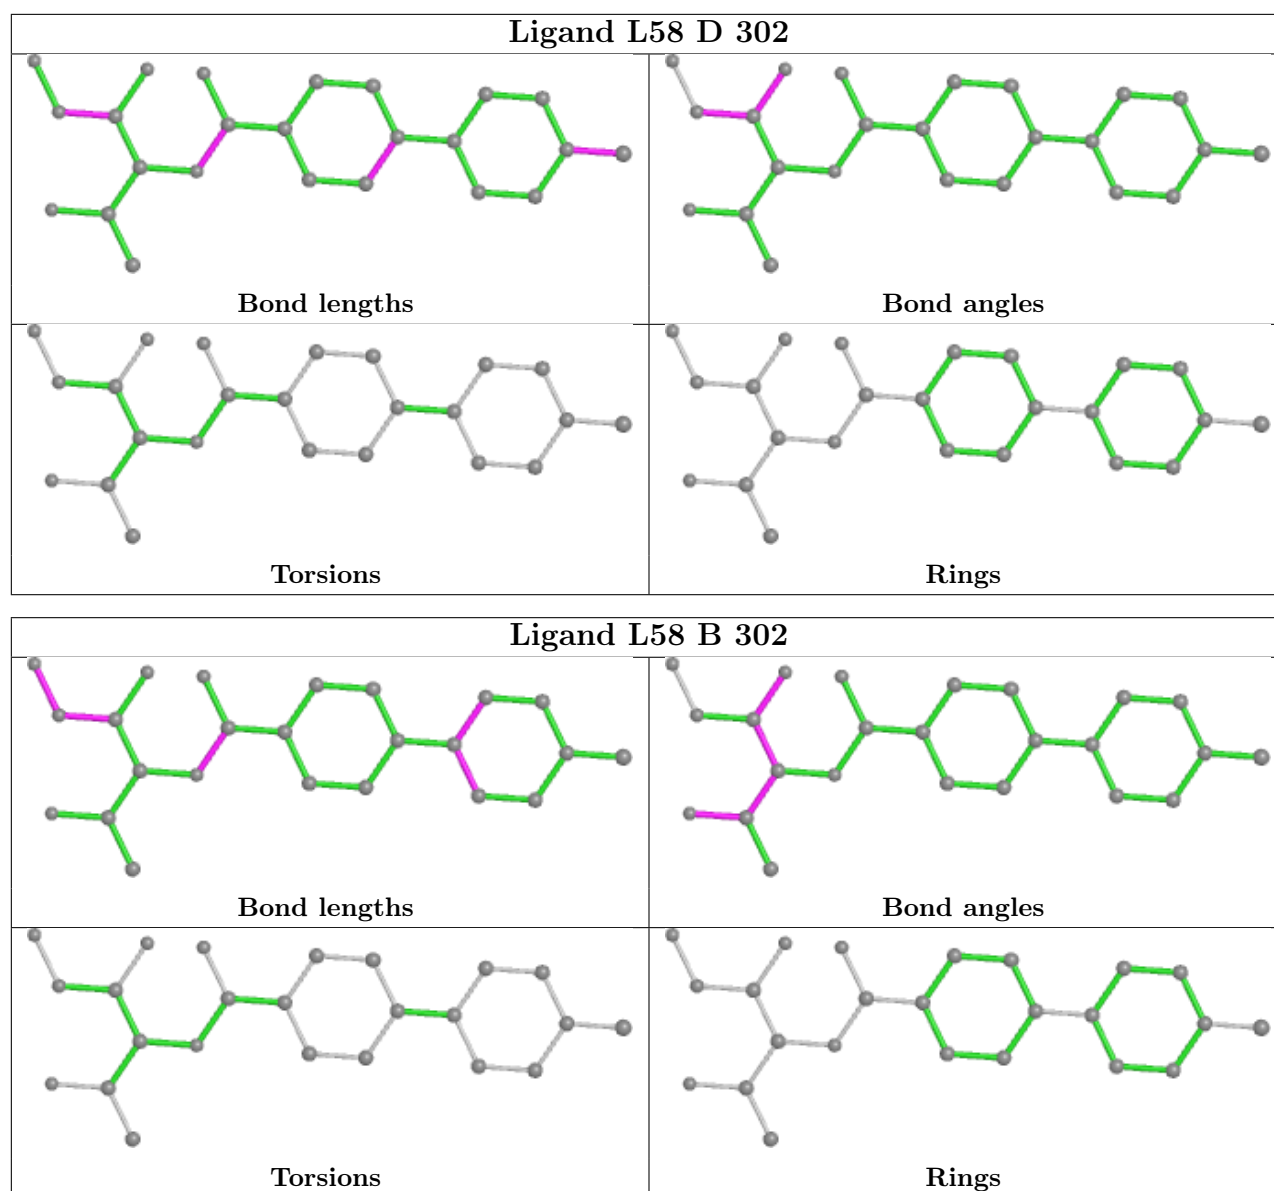 Ligand L58 D 302
Bond lengths
Bond angles
Torsions
Rings
Ligand L58 B 302
Bond lengths
Bond angles
Torsions
Rings